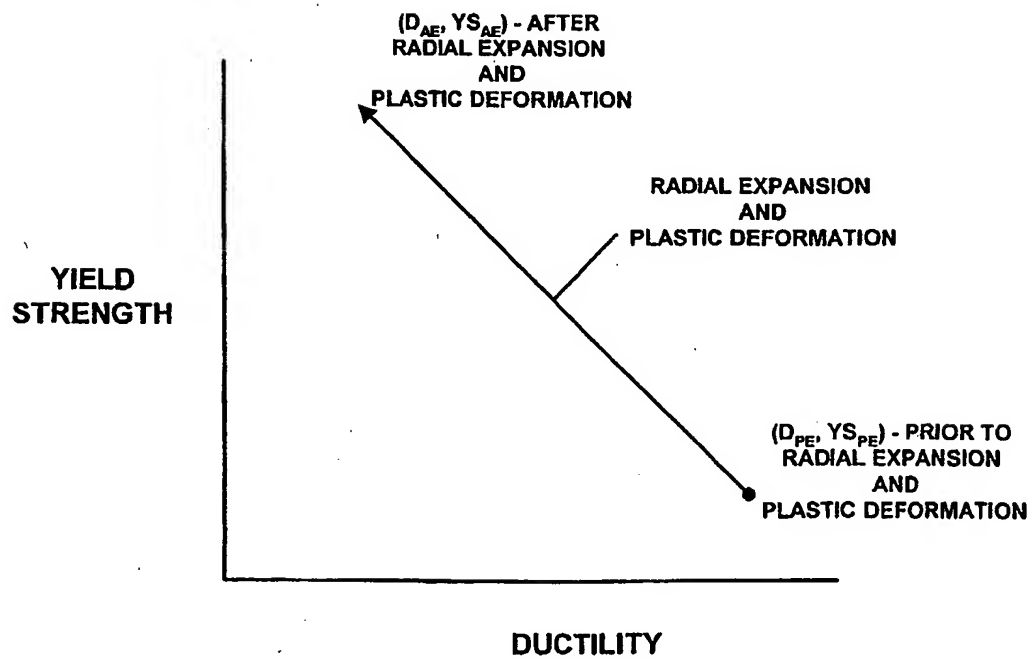 (D_AE, YS_AE) - AFTER
RADIAL EXPANSION
AND
PLASTIC DEFORMATION
RADIAL EXPANSION
AND
PLASTIC DEFORMATION
YIELD
STRENGTH
(D_PE, YS_PE) - PRIOR TO
RADIAL EXPANSION
AND
PLASTIC DEFORMATION
DUCTILITY